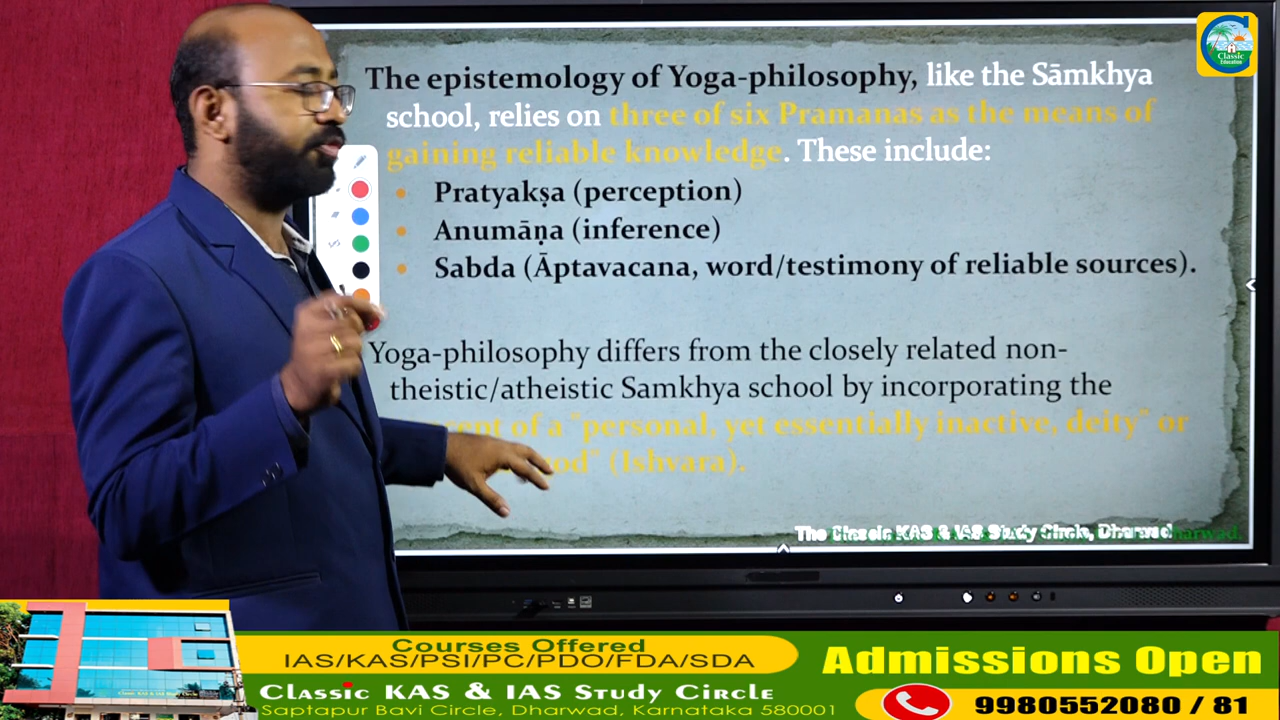 Classic
Education
The epistemology of Yoga-philosophy, like the Sāmkhya
school, relies on three of six Pramanas as the means of
gaining reliable knowledge. These include:
• Pratyakṣa (perception)
• Anumāṇa (inference)
• Sabda (Āptavacana, word/testimony of reliable sources).
Yoga-philosophy differs from the closely related non-
theistic/atheistic Samkhya school by incorporating the
of a "personal, yet essentially inactive, deity" or
(Ishvara).
The Classic KAS & IAS Study Circle, Dharwad
Courses Offered
IAS/KAS/PSI/PC/PDO/FDA/SDA
Classic KAS & IAS Study Circle
Saptapur Bavi Circle, Dharwad, Karnataka 580001
Admissions Open
9980552080 / 81